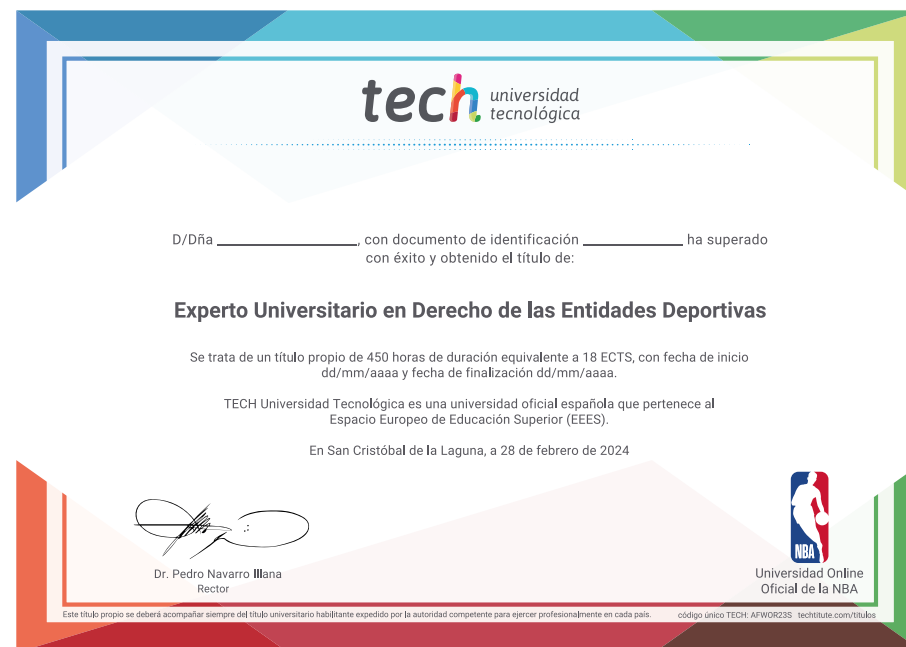 tech universidad
tecnológica
D/Dña ____________________, con documento de identificación ______________ ha superado
con éxito y obtenido el título de:
Experto Universitario en Derecho de las Entidades Deportivas
Se trata de un título propio de 450 horas de duración equivalente a 18 ECTS, con fecha de inicio
dd/mm/aaaa y fecha de finalización dd/mm/aaaa.
TECH Universidad Tecnológica es una universidad oficial española que pertenece al
Espacio Europeo de Educación Superior (EEES).
En San Cristóbal de la Laguna, a 28 de febrero de 2024
NBA
Dr. Pedro Navarro Illana
Rector
Universidad Online
Oficial de la NBA
Este título propio se deberá acompañar siempre del título universitario habilitante expedido por la autoridad competente para ejercer profesionalmente en cada país.
código único TECH: AFWOR23S techtitute.com/titulos